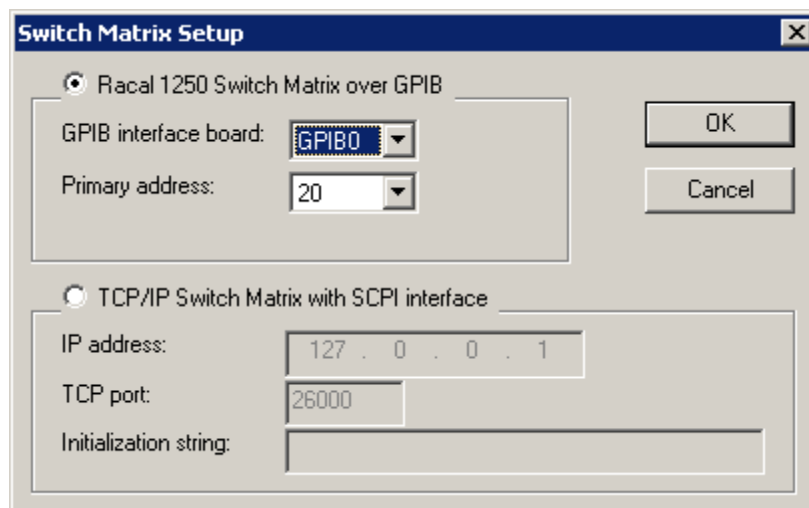 Switch Matrix Setup
Racal 1250 Switch Matrix over GPIB
GPIB interface board: GPIB0
OK
Primary address: 20
Cancel
TCP/IP Switch Matrix with SCPI interface
IP address: 127 . 0 . 0 . 1
TCP port: 26000
Initialization string: